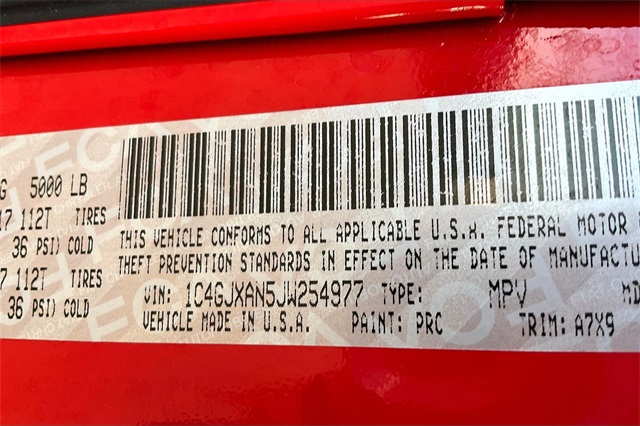 G 5000 LB
17 112T TIRES
36 PSI) COLD
7 112T TIRES
36 PSI) COLD
THIS VEHICLE CONFORMS TO ALL APPLICABLE U.S.A. FEDERAL MOTOR
THEFT PREVENTION STANDARDS IN EFFECT ON THE DATE OF MANUFACTU
VIN: 1C4GJXAN5JW254977 TYPE: MPV MD
VEHICLE MADE IN U.S.A. PAINT: PRC TRIM: A7X9